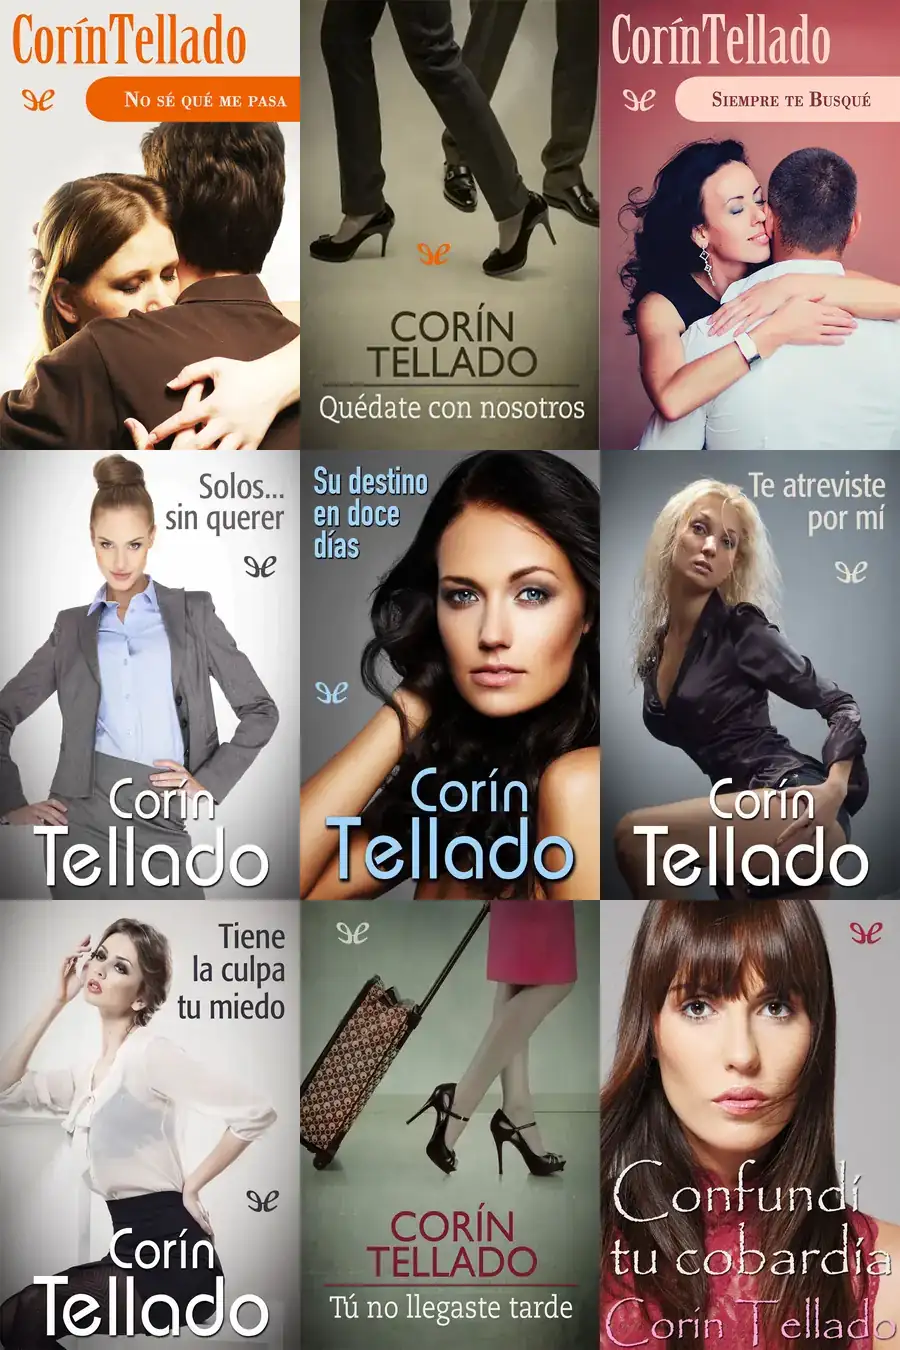 CorínTellado
No sé qué me pasa
CORÍN
TELLADO
Quédate con nosotros
CorínTellado
Siempre te Busqué
Solos...
sin querer
Corín
Tellado
Su destino
en doce
días
Corín
Tellado
Te atreviste
por mí
Corín
Tellado
Tiene
la culpa
tu miedo
Corín
Tellado
CORÍN
TELLADO
Tú no llegaste tarde
Confundí
tu cobardía
Corín Tellado